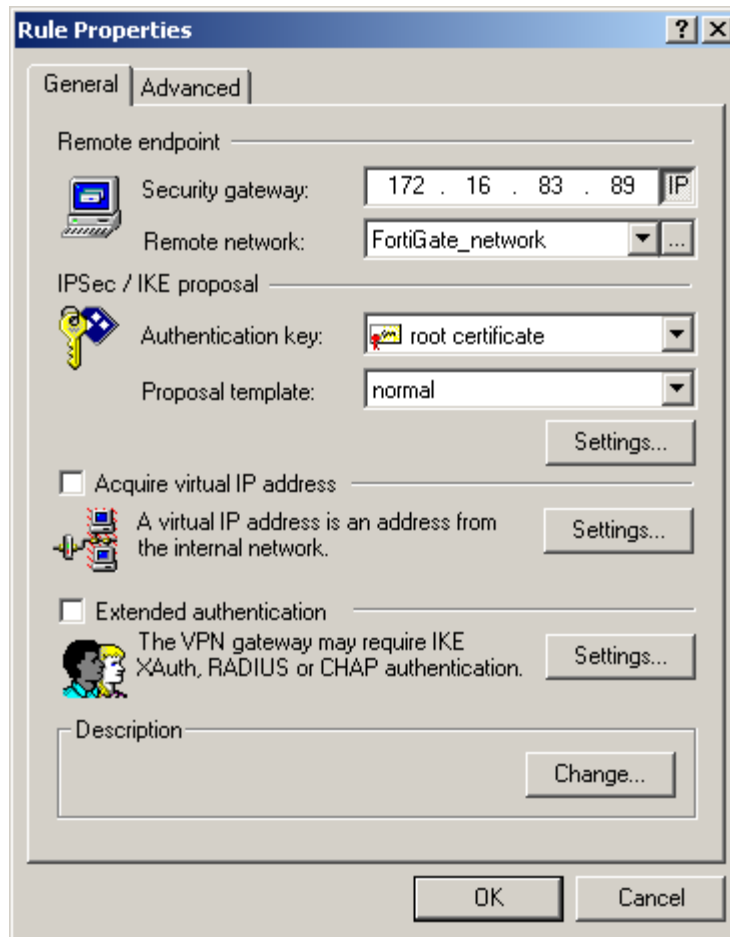 Rule Properties
General Advanced
Remote endpoint
Security gateway: 172 . 16 . 83 . 89 IP
Remote network: FortiGate_network ...
IPSec / IKE proposal
Authentication key: root certificate
Proposal template: normal
Settings...
Acquire virtual IP address
A virtual IP address is an address from
the internal network.
Settings...
Extended authentication
The VPN gateway may require IKE
XAuth, RADIUS or CHAP authentication.
Settings...
Description
Change...
OK Cancel